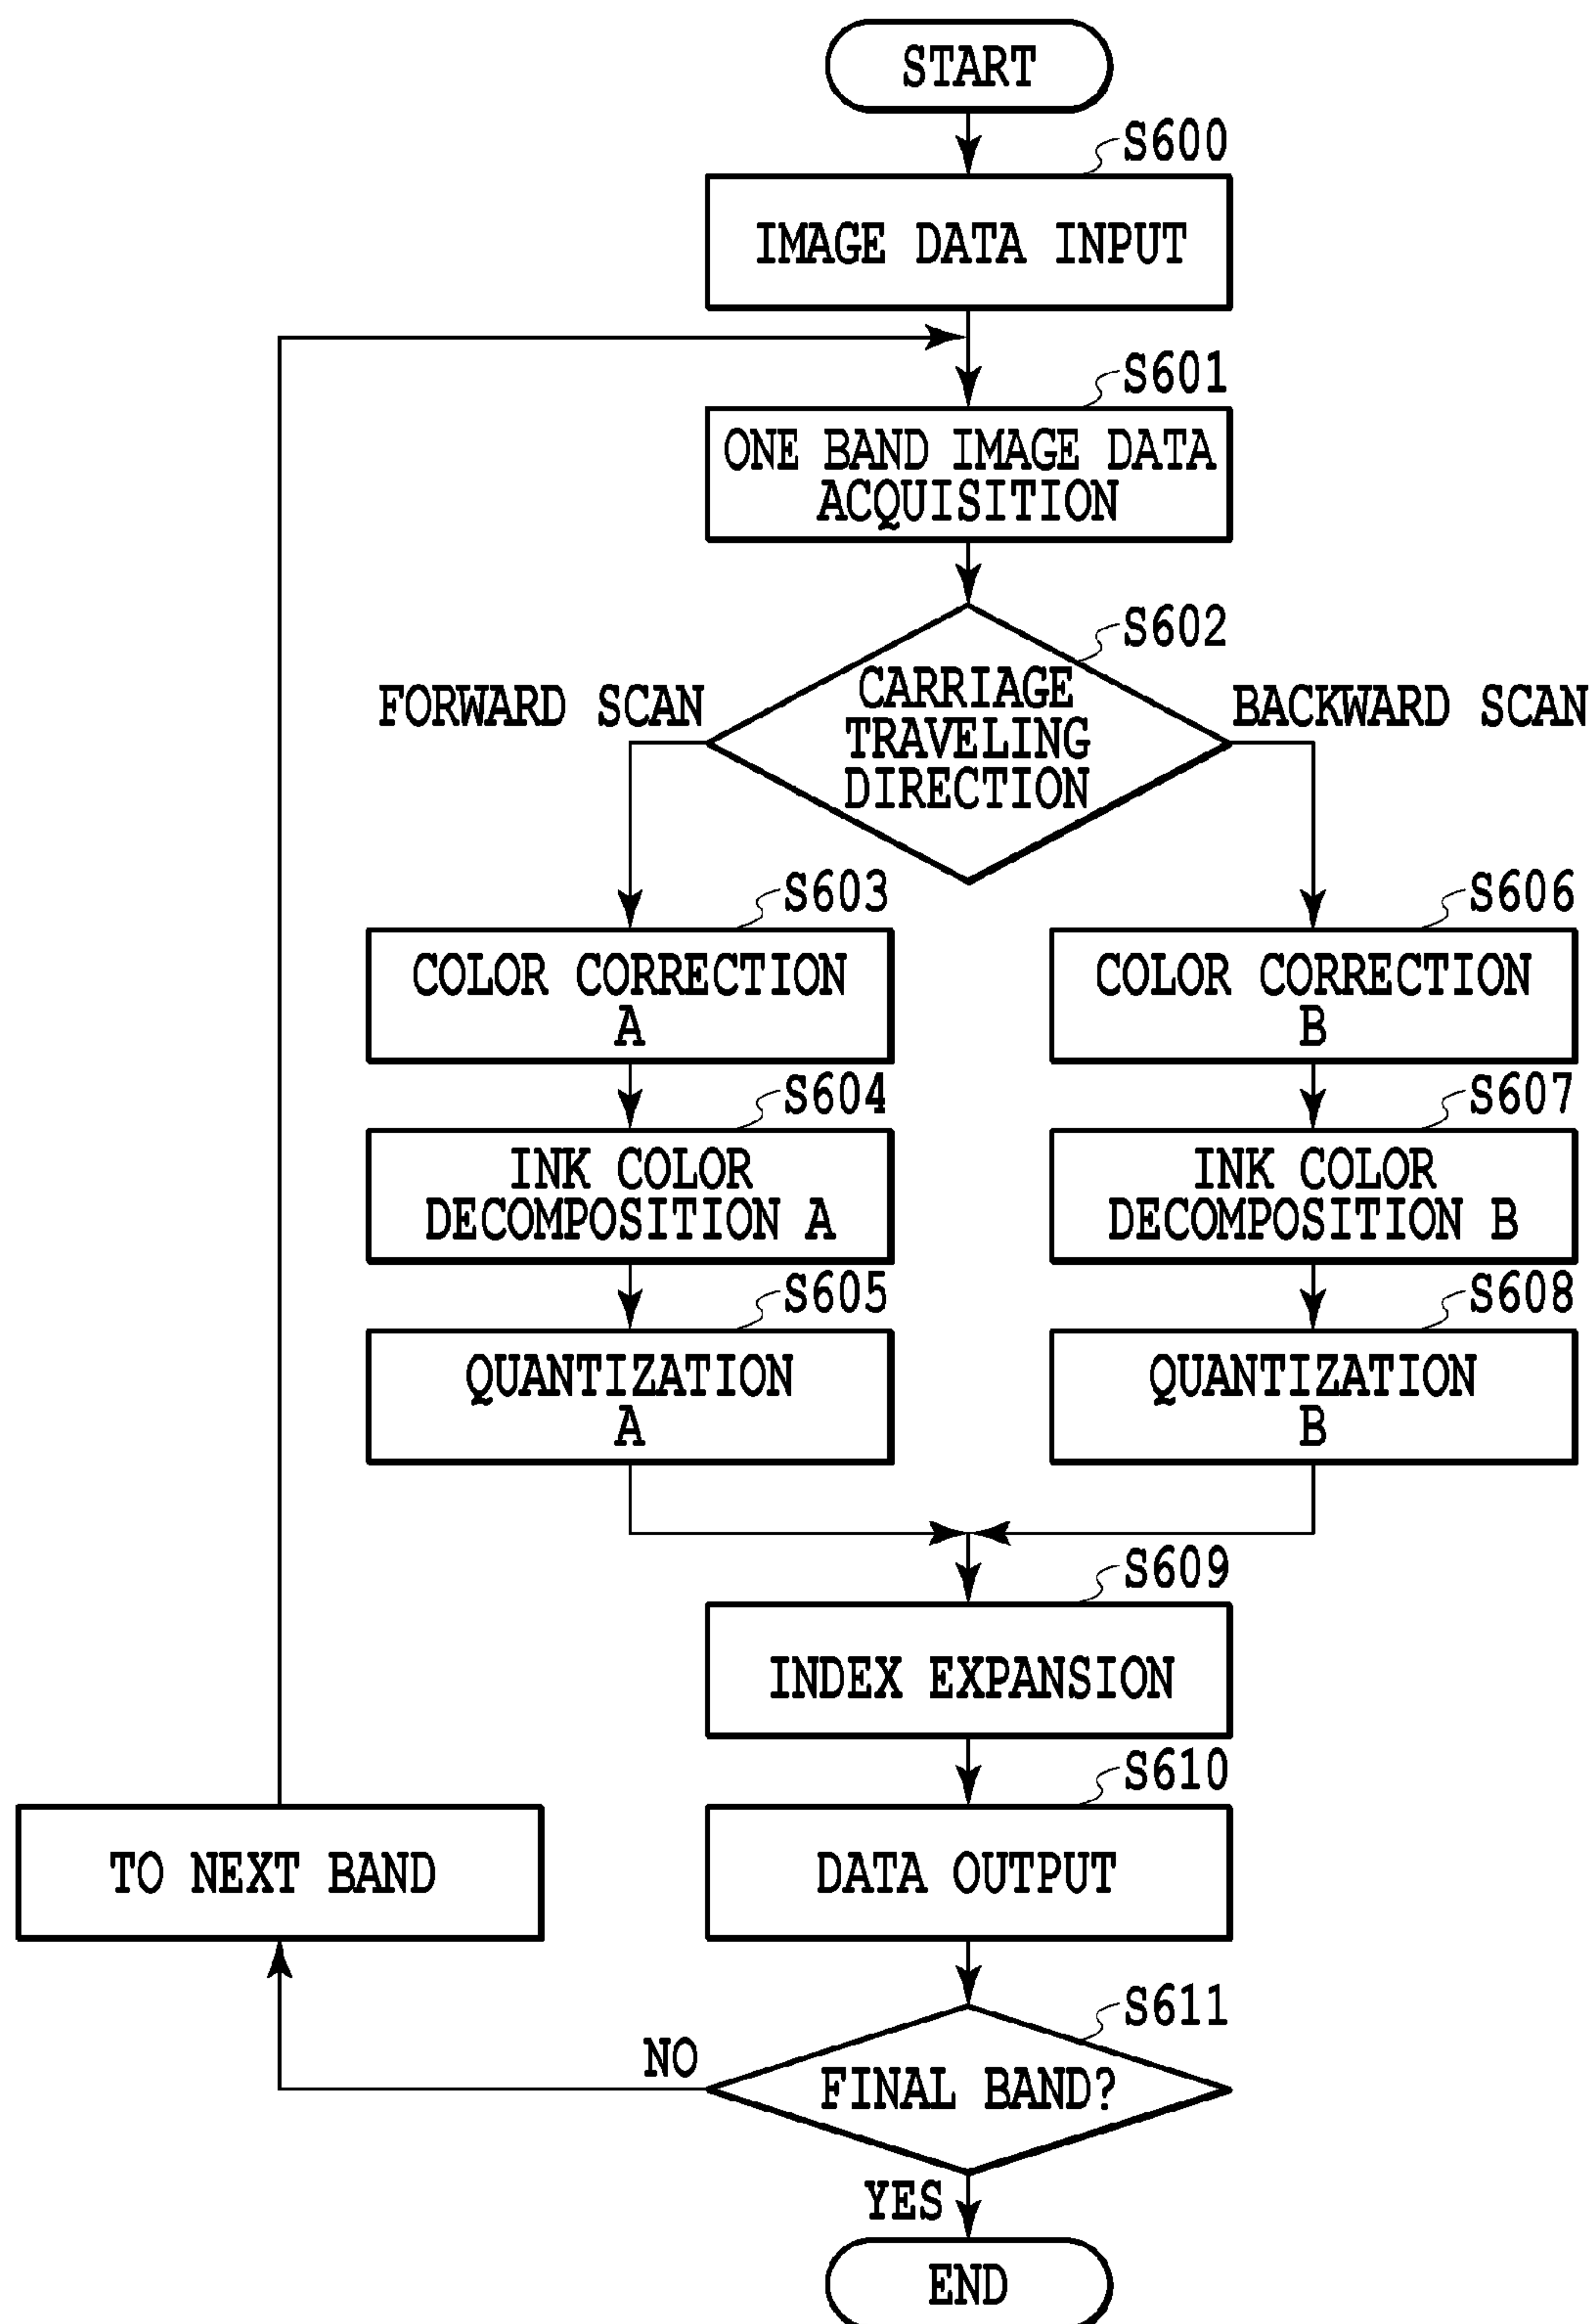 START
S600
IMAGE DATA INPUT
S601
ONE BAND IMAGE DATA
ACQUISITION
S602
CARRIAGE
TRAVELING
DIRECTION
FORWARD SCAN
BACKWARD SCAN
S603
COLOR CORRECTION
A
S604
INK COLOR
DECOMPOSITION A
S605
QUANTIZATION
A
S606
COLOR CORRECTION
B
S607
INK COLOR
DECOMPOSITION B
S608
QUANTIZATION
B
S609
INDEX EXPANSION
S610
DATA OUTPUT
TO NEXT BAND
S611
FINAL BAND?
NO
YES
END